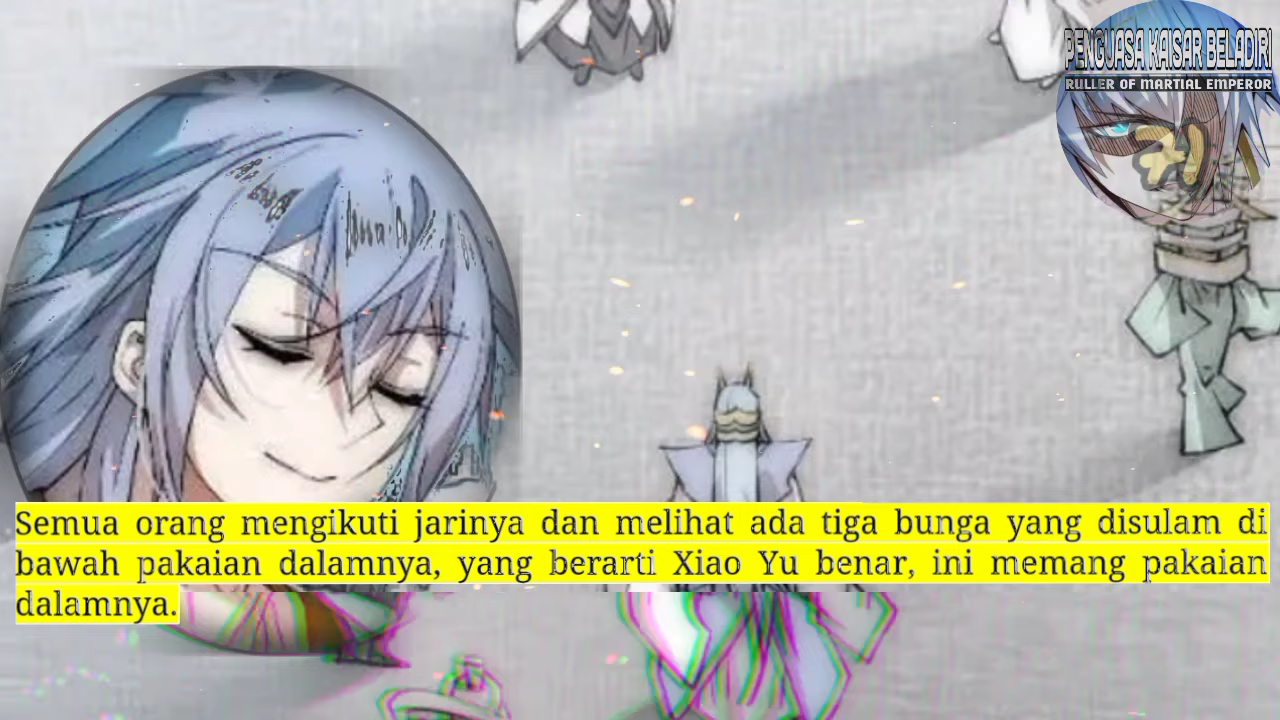 PENGUASA KAISAR BELADIRI
RULLER OF MARTIAL EMPEROR
Semua orang mengikuti jarinya dan melihat ada tiga bunga yang disulam di
bawah pakaian dalamnya, yang berarti Xiao Yu benar, ini memang pakaian
dalamnya.